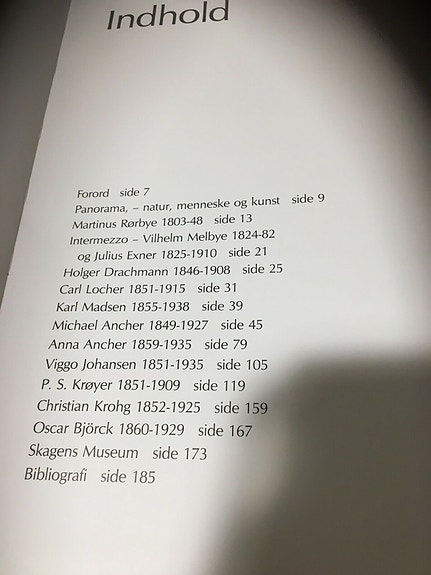 Indhold
Forord side 7
Panorama, – natur, menneske og kunst side 9
Martinus Rørbye 1803-48 side 13
Intermezzo – Vilhelm Melbye 1824-82
og Julius Exner 1825-1910 side 21
Holger Drachmann 1846-1908 side 25
Carl Locher 1851-1915 side 31
Karl Madsen 1855-1938 side 39
Michael Ancher 1849-1927 side 45
Anna Ancher 1859-1935 side 79
Viggo Johansen 1851-1935 side 105
P. S. Krøyer 1851-1909 side 119
Christian Krohg 1852-1925 side 159
Oscar Björck 1860-1929 side 167
Skagens Museum side 173
Bibliografi side 185